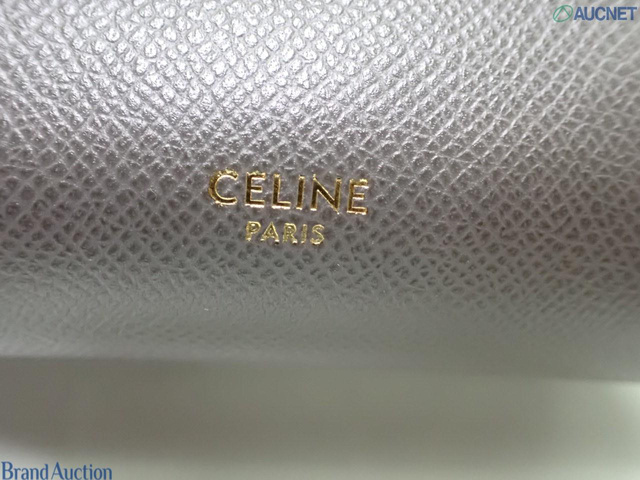 AUCNET
CELINE
PARIS
Brand Auction